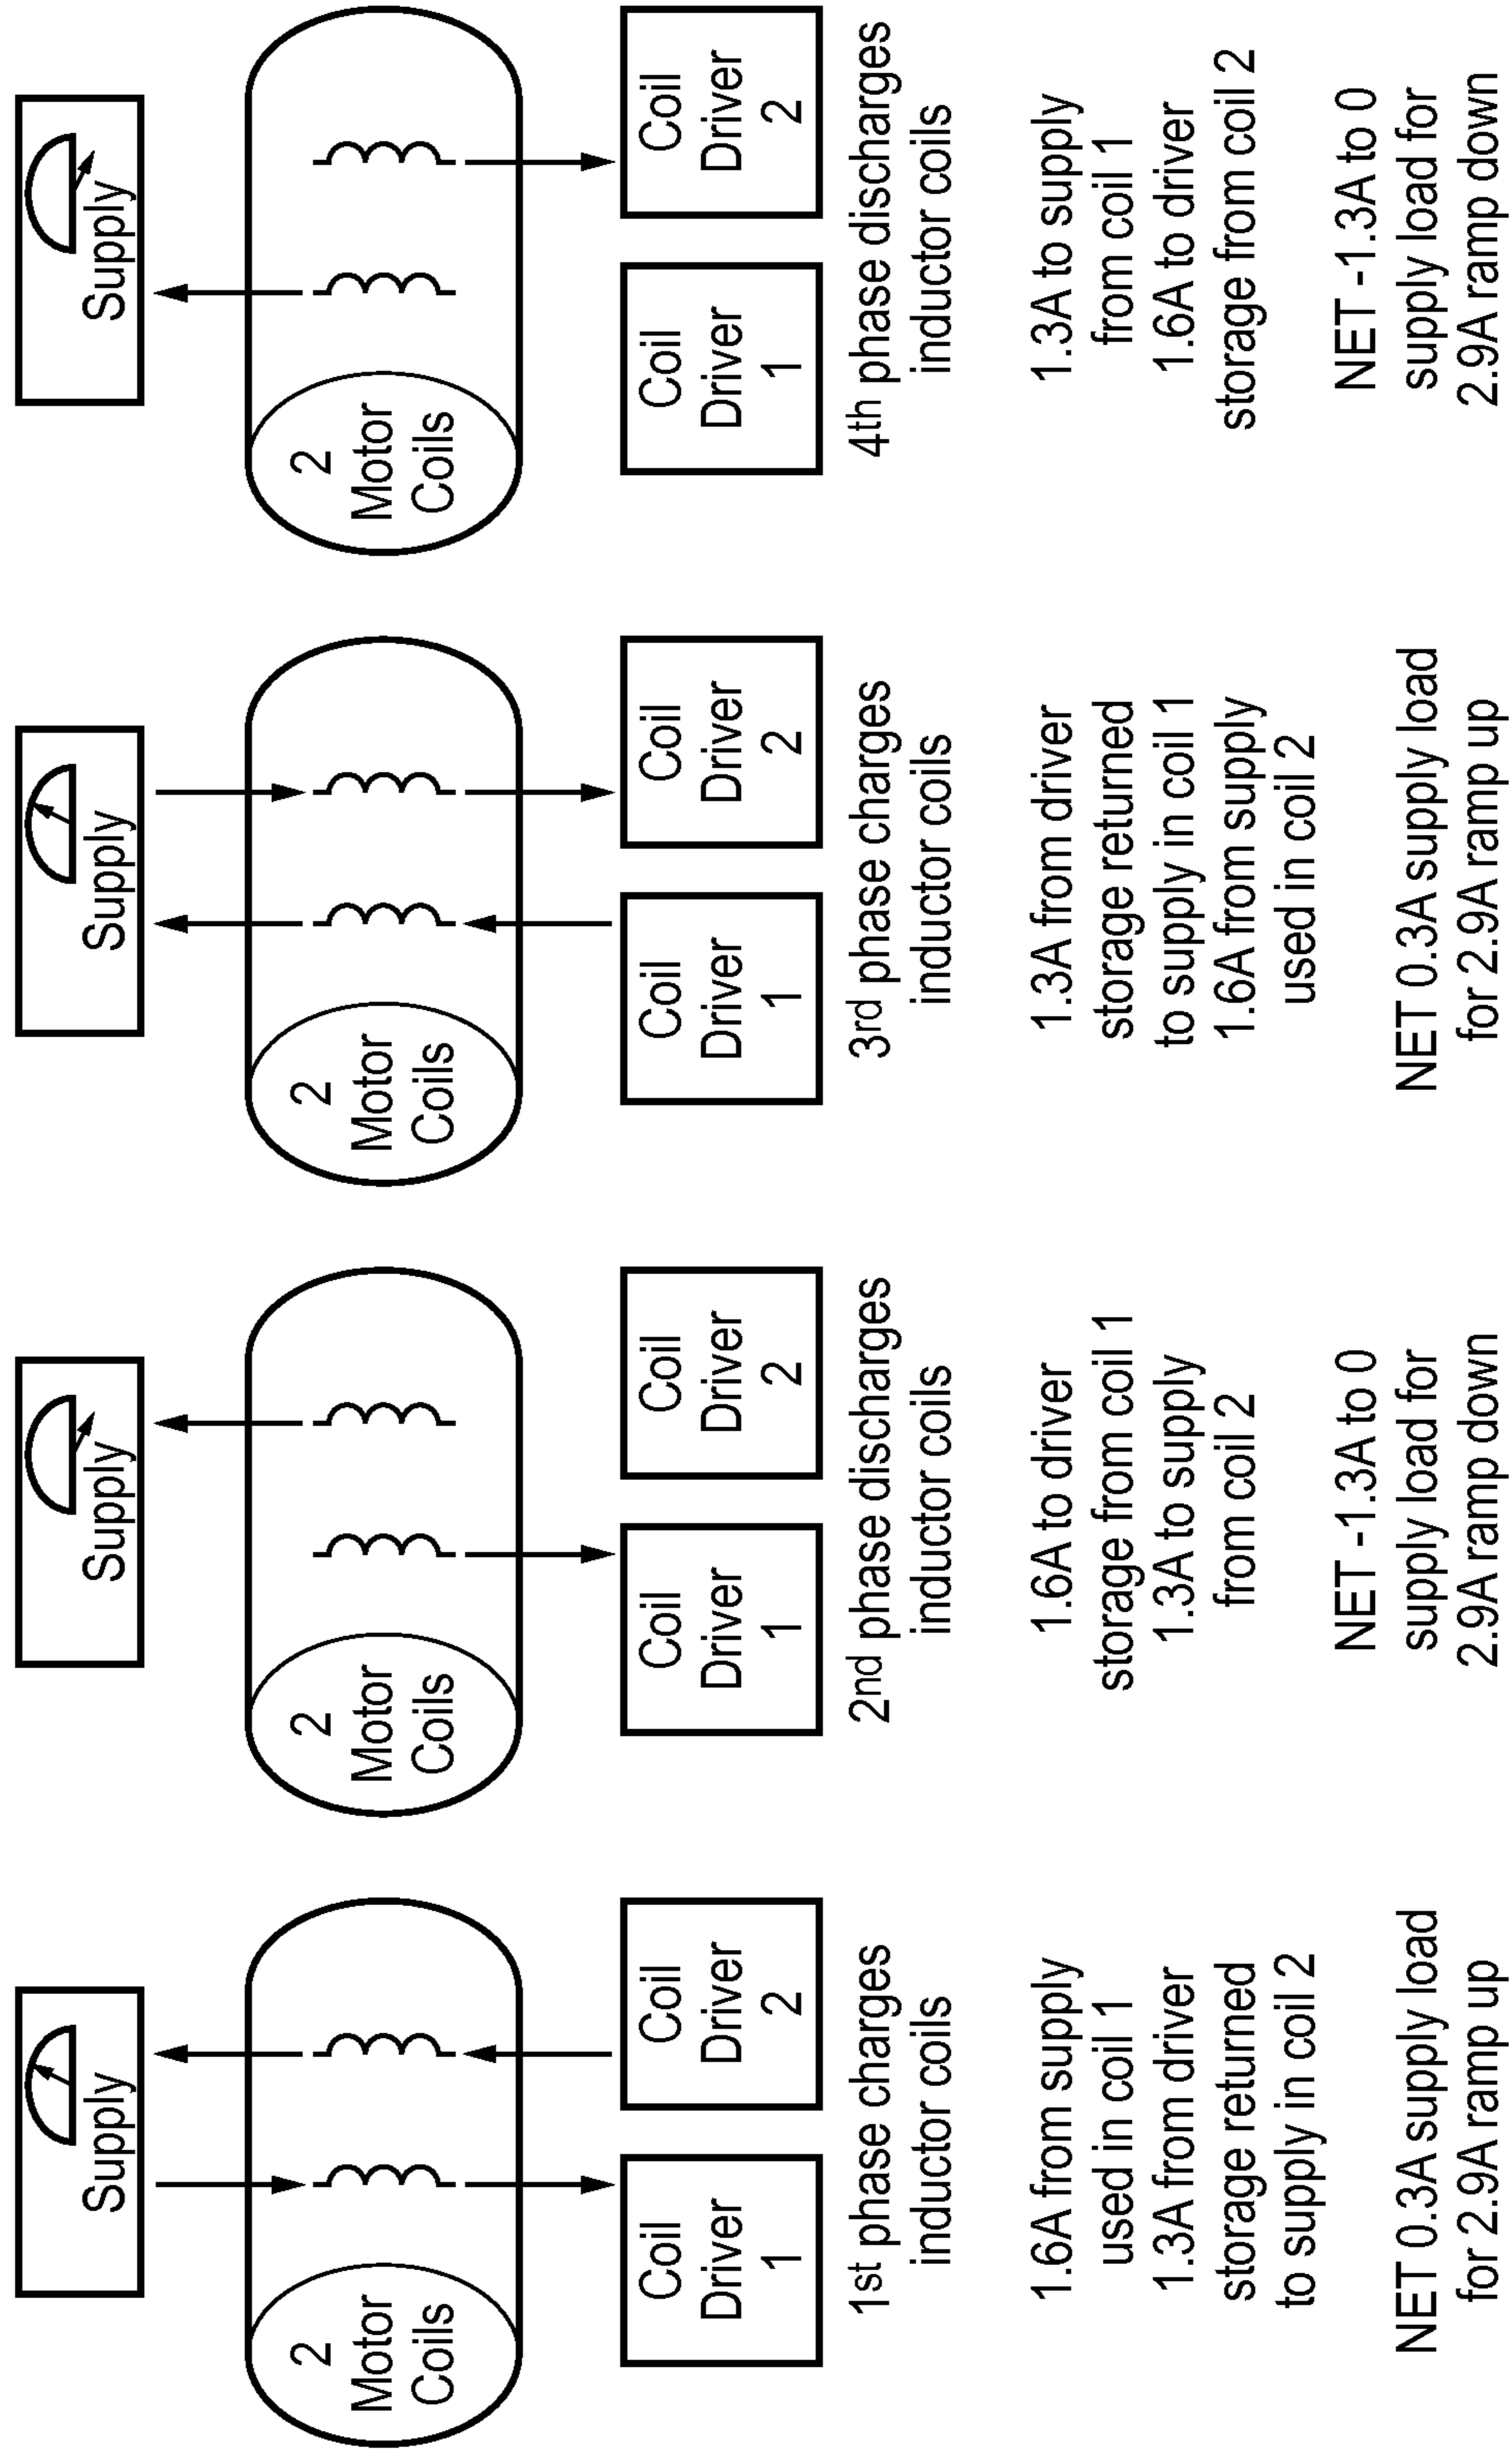 Supply
2
Motor
Coils
Coil
Driver
1
Coil
Driver
2
1st phase charges
inductor coils
1.6A from supply
used in coil 1
1.3A from driver
storage returned
to supply in coil 2
NET 0.3A supply load
for 2.9A ramp up
Supply
2
Motor
Coils
Coil
Driver
1
Coil
Driver
2
2nd phase discharges
inductor coils
1.6A to driver
storage from coil 1
1.3A to supply
from coil 2
NET -1.3A to 0
supply load for
2.9A ramp down
Supply
2
Motor
Coils
Coil
Driver
1
Coil
Driver
2
3rd phase charges
inductor coils
1.3A from driver
storage returned
to supply in coil 1
1.6A from supply
used in coil 2
NET 0.3A supply load
for 2.9A ramp up
Supply
2
Motor
Coils
Coil
Driver
1
Coil
Driver
2
4th phase discharges
inductor coils
1.3A to supply
from coil 1
1.6A to driver
storage from coil 2
NET -1.3A to 0
supply load for
2.9A ramp down